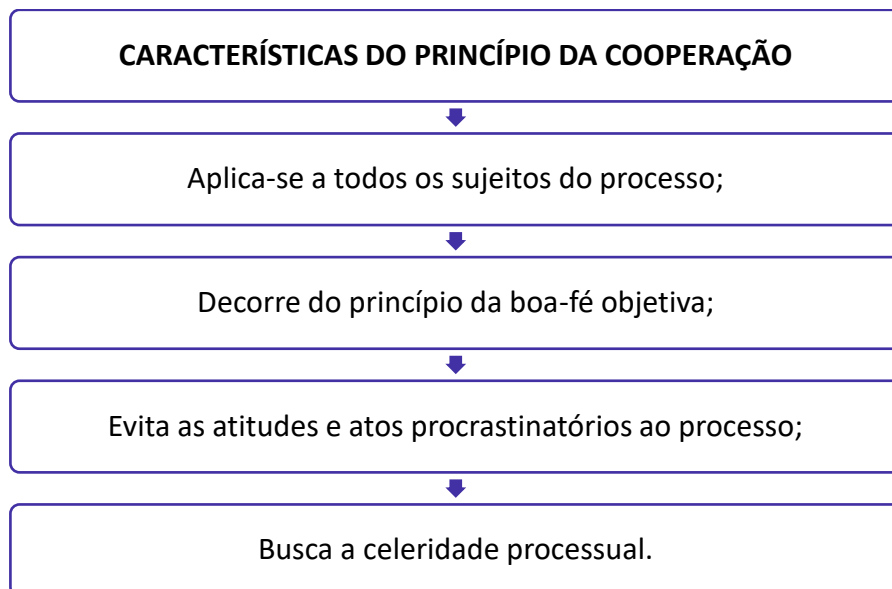 CARACTERÍSTICAS DO PRINCÍPIO DA COOPERAÇÃO
Aplica-se a todos os sujeitos do processo;
Decorre do princípio da boa-fé objetiva;
Evita as atitudes e atos procrastinatórios ao processo;
Busca a celeridade processual.